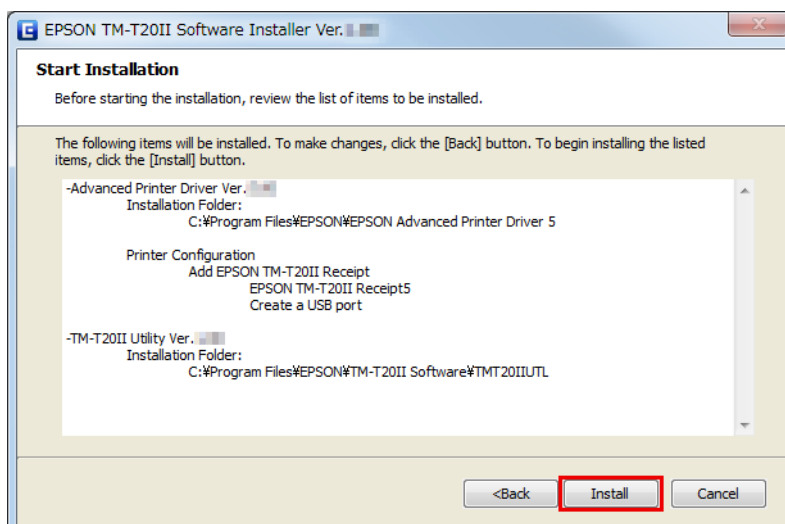 EPSON TM-T20II Software Installer Ver.
Start Installation
Before starting the installation, review the list of items to be installed.
The following items will be installed. To make changes, click the [Back] button. To begin installing the listed
items, click the [Install] button.
-Advanced Printer Driver Ver.
Installation Folder:
C:¥Program Files¥EPSON¥EPSON Advanced Printer Driver 5
Printer Configuration
Add EPSON TM-T20II Receipt
EPSON TM-T20II Receipt5
Create a USB port
-TM-T20II Utility Ver.
Installation Folder:
C:¥Program Files¥EPSON¥TM-T20II Software¥TMT20IIUTL
<Back
Install
Cancel